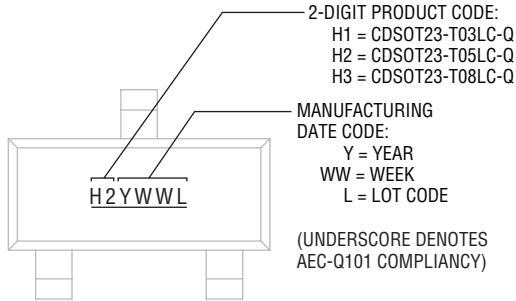 2-DIGIT PRODUCT CODE:
H1 = CDSOT23-T03LC-Q
H2 = CDSOT23-T05LC-Q
H3 = CDSOT23-T08LC-Q
MANUFACTURING
DATE CODE:
Y = YEAR
WW = WEEK
L = LOT CODE
(UNDERSCORE DENOTES
AEC-Q101 COMPLIANCY)
H2YWWL